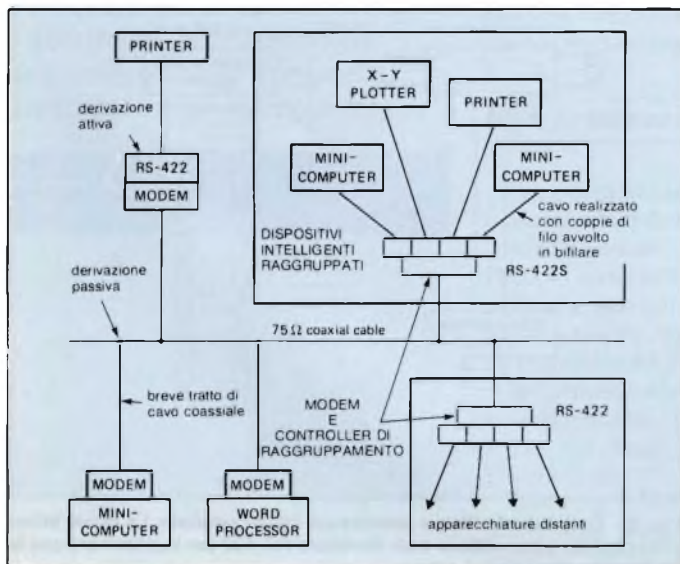 PRINTER
derivazione
attiva
RS-422
MODEM
X-Y
PLOTTER
PRINTER
MINI-
COMPUTER
MINI-
COMPUTER
cavo realizzato
con coppie di
filo avvolto
in bifilare
DISPOSITIVI
INTELLIGENTI
RAGGRUPPATI
RS-422S
derivazione
passiva
75 Ω coaxial cable
breve tratto di
cavo coassiale
MODEM
E
CONTROLLER DI
RAGGRUPPAMENTO
RS-422
MODEM
MINI-
COMPUTER
MODEM
WORD
PROCESSOR
apparecchiature distanti